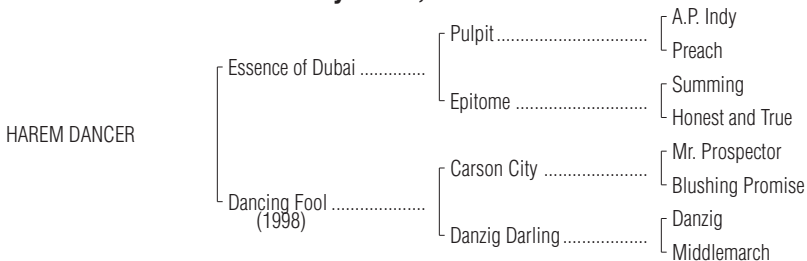 A.P. Indy
Pulpit
Preach
Essence of Dubai
Summing
Epitome
Honest and True
HAREM DANCER
Mr. Prospector
Carson City
Blushing Promise
Dancing Fool
(1998)
Danzig
Danzig Darling
Middlemarch